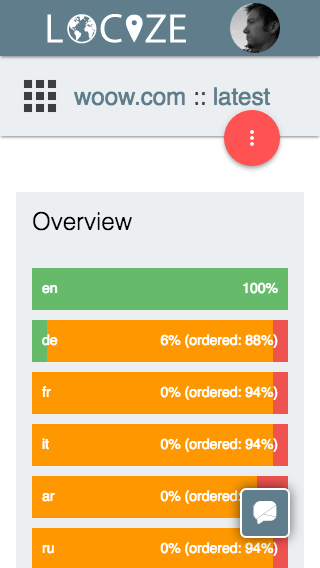 LOCIZE
woow.com :: latest
Overview
en 100%
de 6% (ordered: 88%)
fr 0% (ordered: 94%)
it 0% (ordered: 94%)
ar 0% (ordered:
ru 0% (ordered: 94%)